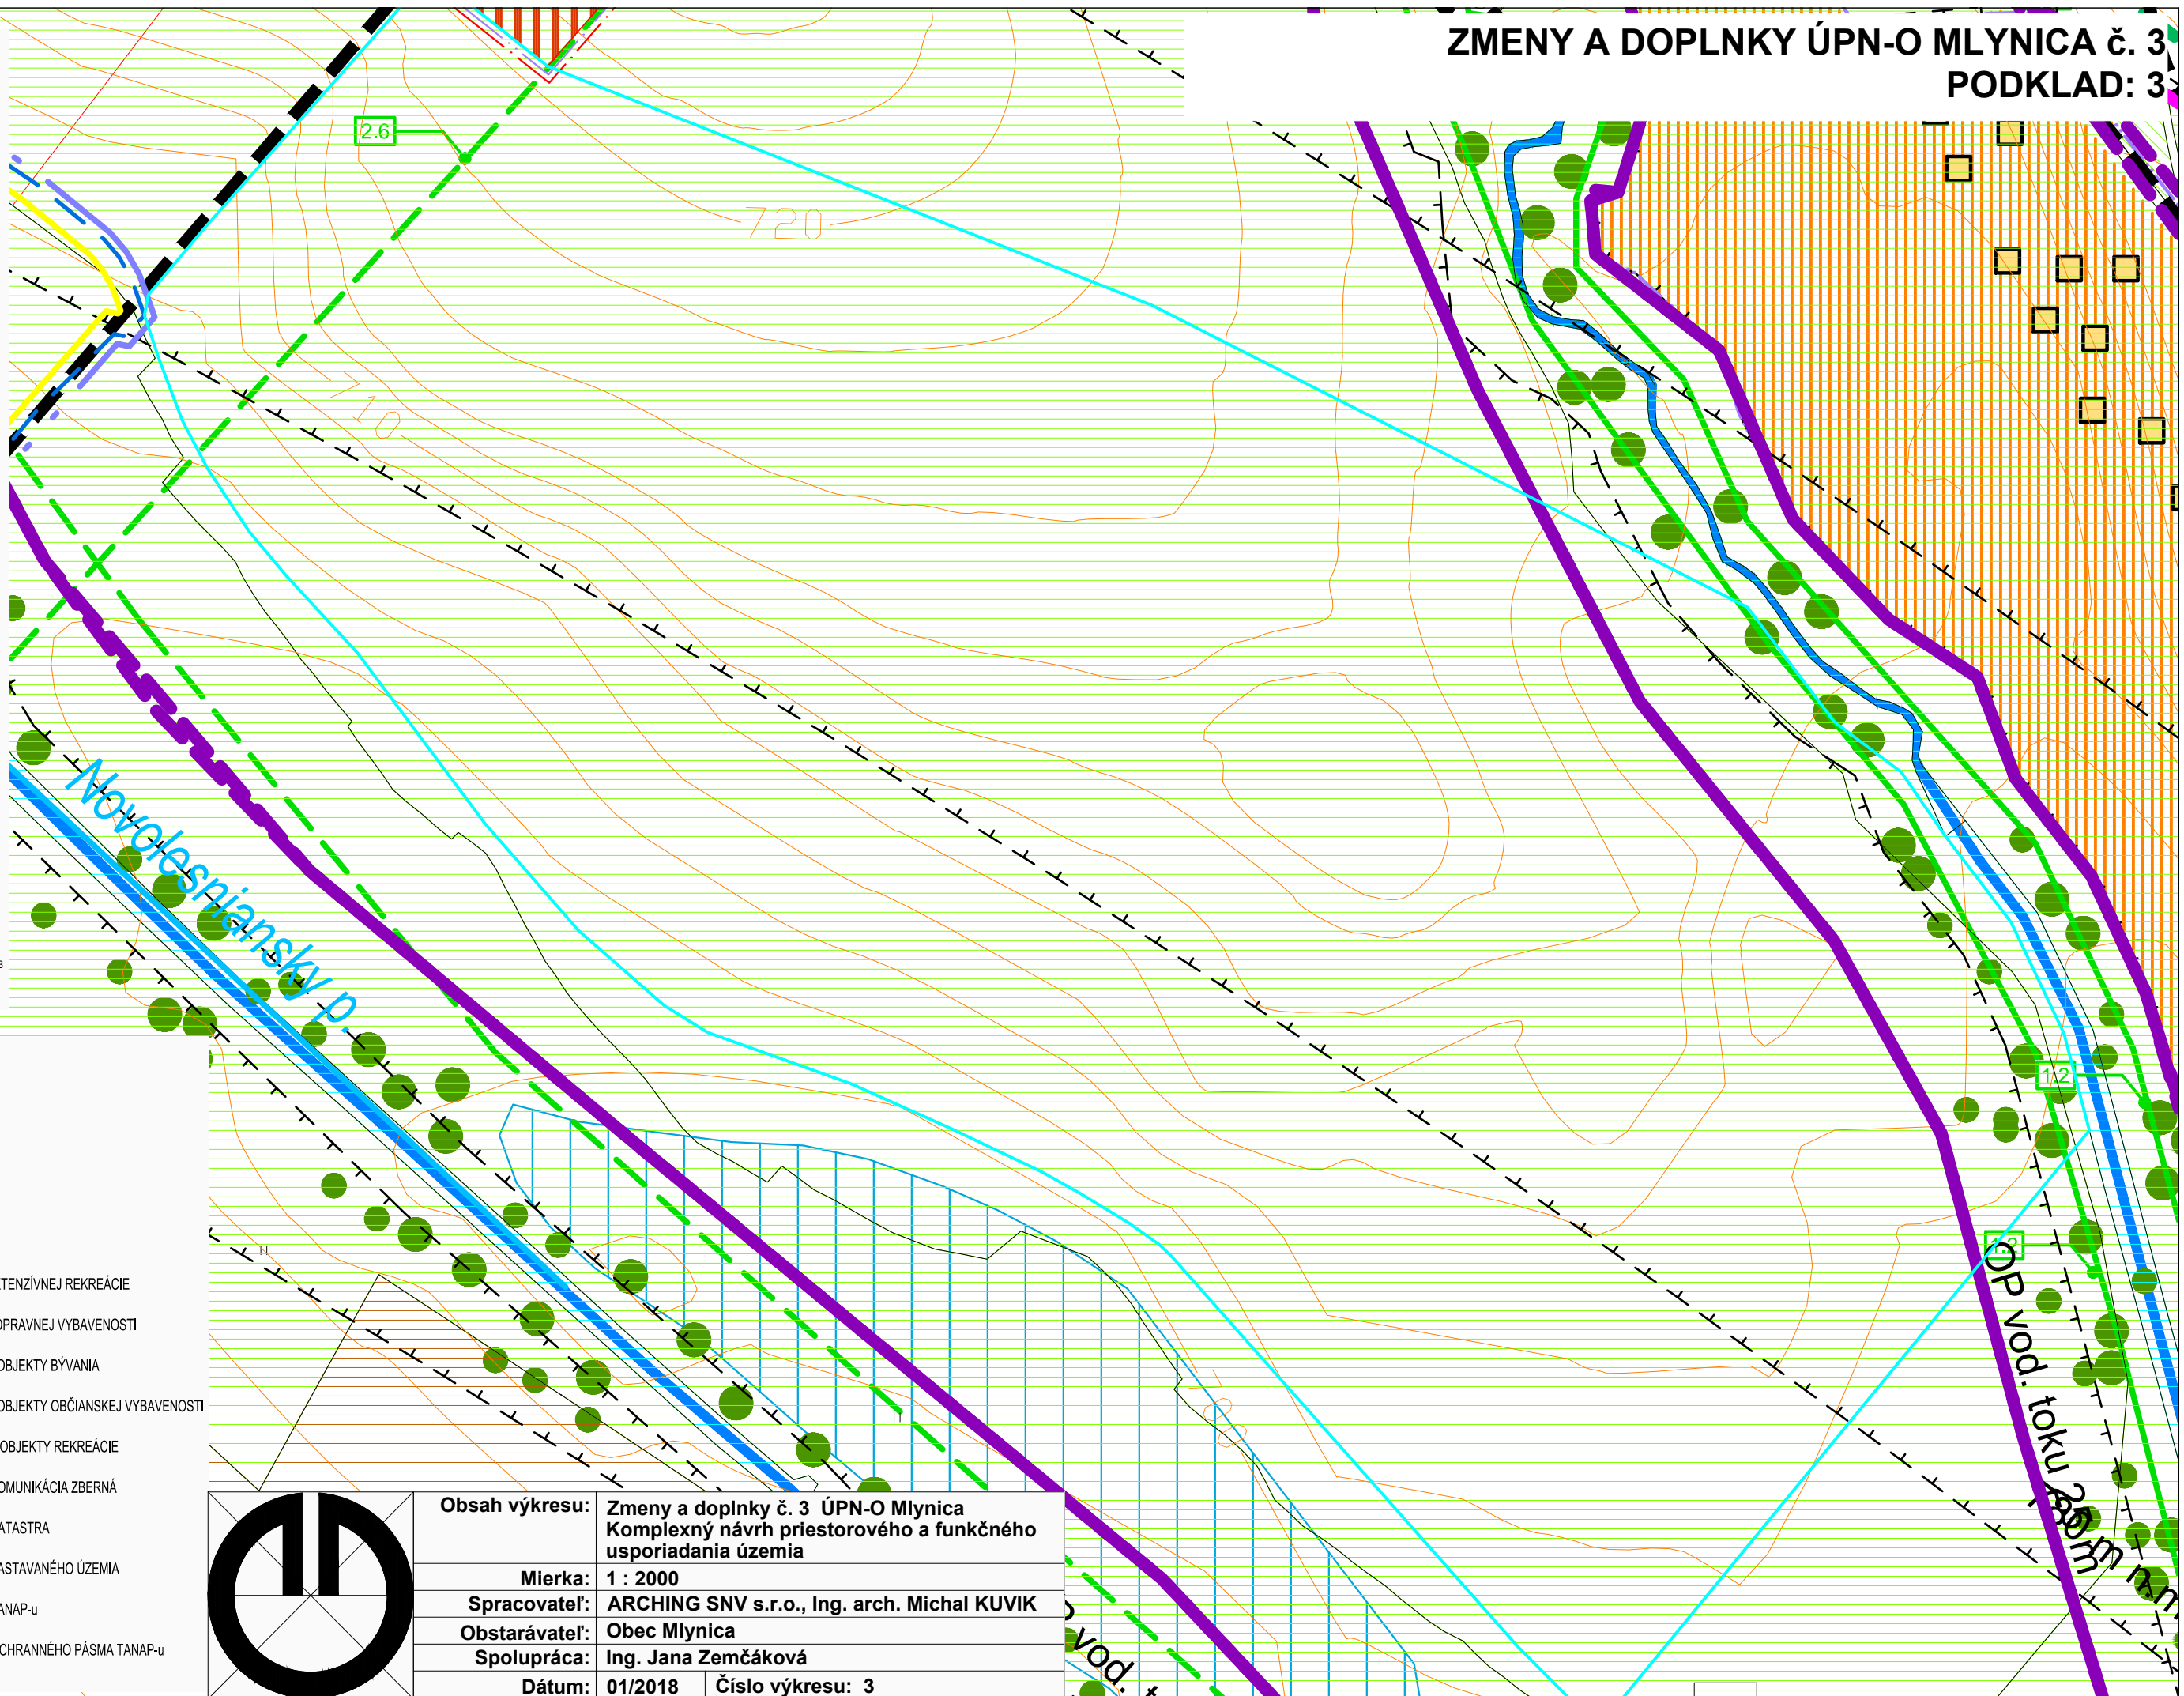 ZMENY A DOPLNKY ÚPN-O MLYNICA č. 3
PODKLAD: 3
2.6
720
710
Novolesniansky p.
1.2
1.2
OP vod. toku
TENZÍVNEJ REKREÁCIE
OPRAVNEJ VYBAVENOSTI
OBJEKTY BÝVANIA
OBJEKTY OBČIANSKEJ VYBAVENOSTI
OBJEKTY REKREÁCIE
OMUNIKÁCIA ZBERNÁ
ATASTRA
ASTAVANÉHO ÚZEMIA
ANAP-u
CHRANNÉHO PÁSMA TANAP-u
Obsah výkresu: Zmeny a doplnky č. 3 ÚPN-O Mlynica
Komplexný návrh priestorového a funkčného
usporiadania územia
Mierka: 1 : 2000
Spracovateľ: ARCHING SNV s.r.o., Ing. arch. Michal KUVIK
Obstarávateľ: Obec Mlynica
Spolupráca: Ing. Jana Zemčáková
Dátum: 01/2018 Číslo výkresu: 3
vod.